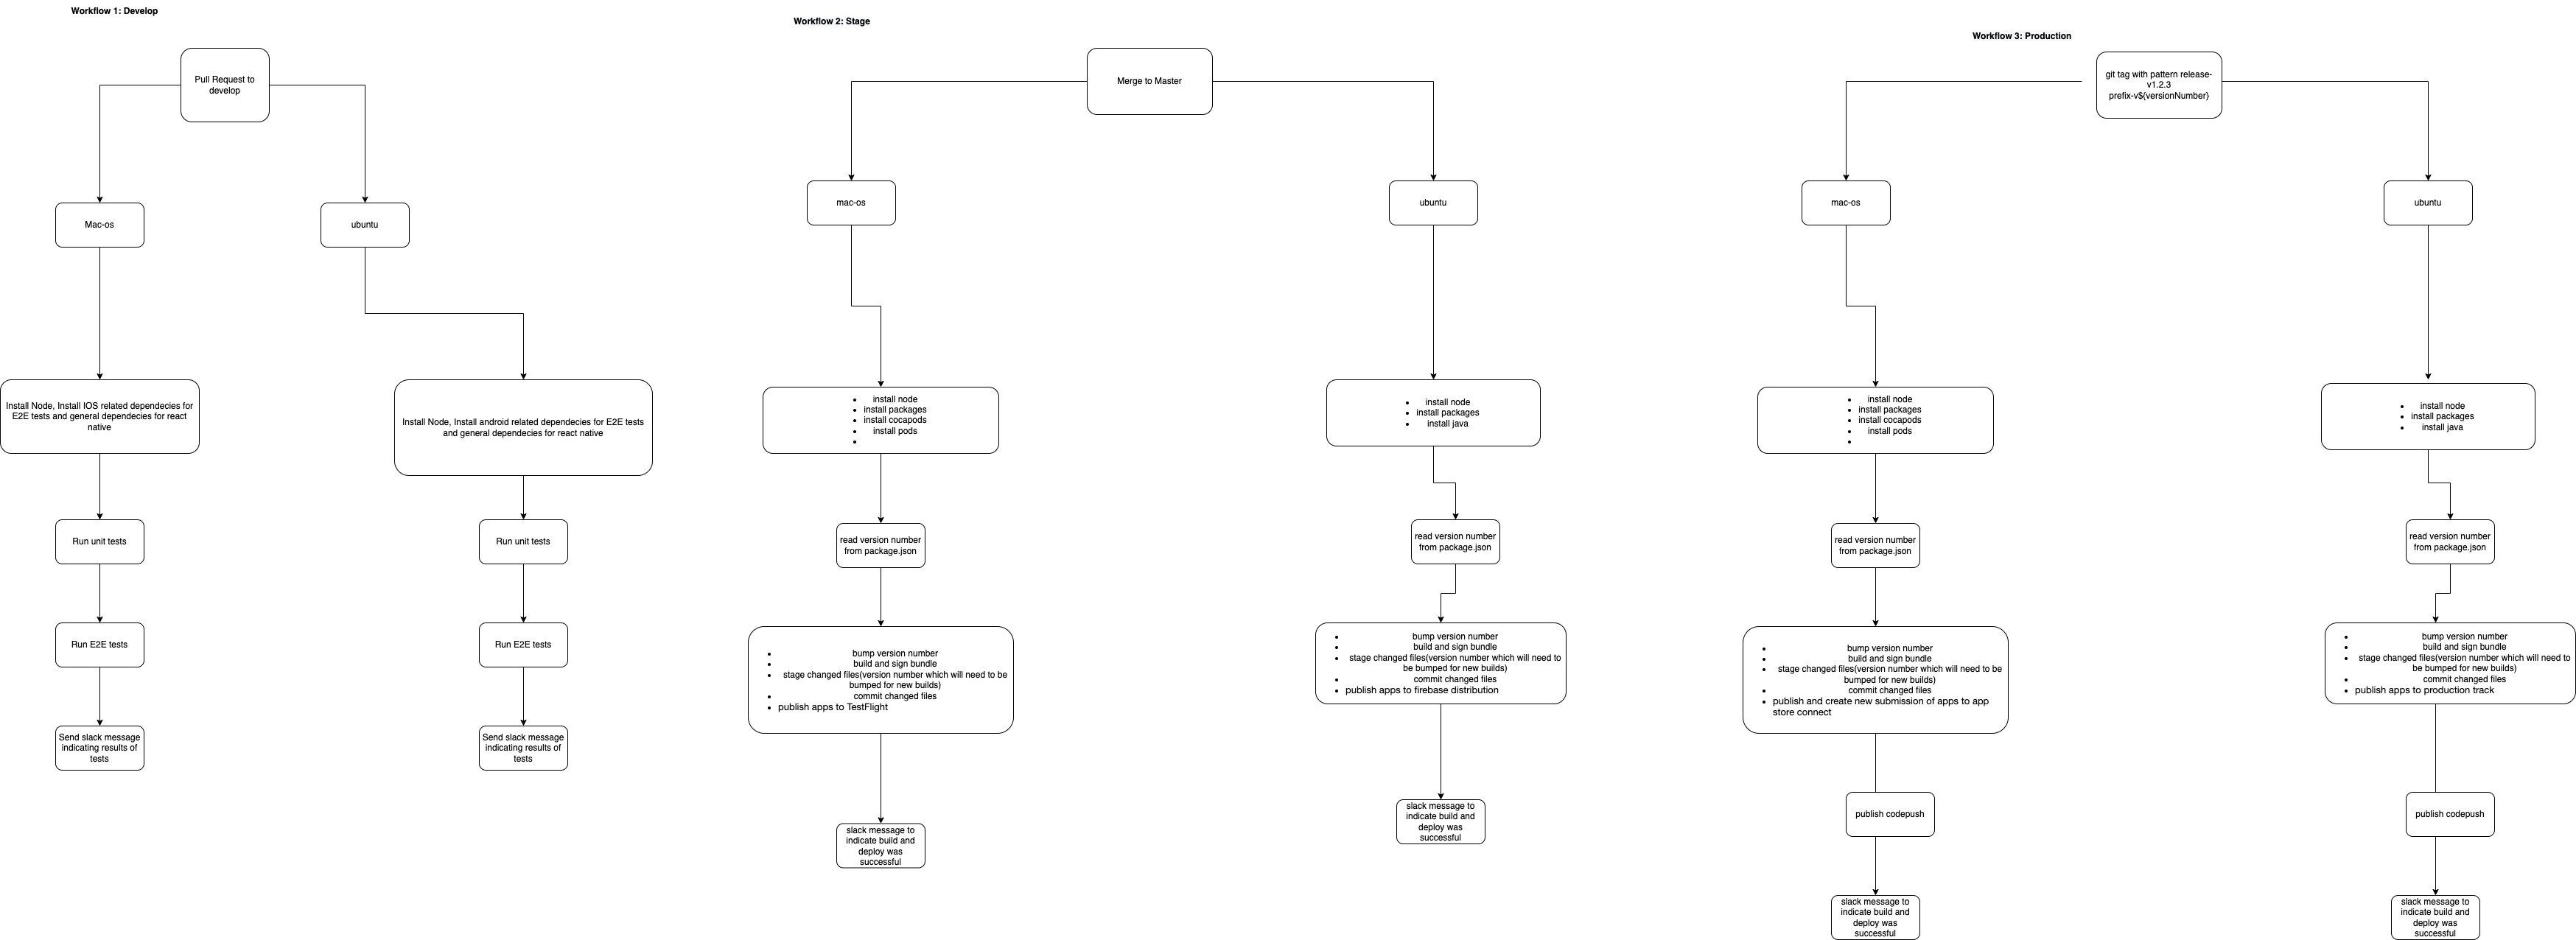 Workflow 1: Develop
Pull Request to
develop
Mac-os
ubuntu
Install Node, Install IOS related dependecies for
E2E tests and general dependecies for react
native
Install Node, Install android related dependecies for E2E tests
and general dependecies for react native
Run unit tests
Run unit tests
Run E2E tests
Run E2E tests
Send slack message
indicating results of
tests
Send slack message
indicating results of
tests
Workflow 2: Stage
Merge to Master
mac-os
ubuntu
install node
install packages
install cocapods
install pods
install node
install packages
install java
read version number
from package.json
read version number
from package.json
bump version number
build and sign bundle
stage changed files(version number which will need to be
bumped for new builds)
commit changed files
publish apps to TestFlight
bump version number
build and sign bundle
stage changed files(version number which will need to
be bumped for new builds)
commit changed files
publish apps to firebase distribution
slack message to
indicate build and
deploy was
successful
slack message to
indicate build and
deploy was
successful
Workflow 3: Production
git tag with pattern release-
v1.2.3
prefix-v${versionNumber}
mac-os
ubuntu
install node
install packages
install cocapods
install pods
install node
install packages
install java
read version number
from package.json
read version number
from package.json
bump version number
build and sign bundle
stage changed files(version number which will need to be
bumped for new builds)
commit changed files
publish and create new submission of apps to app
store connect
bump version number
build and sign bundle
stage changed files(version number which will need to
be bumped for new builds)
commit changed files
publish apps to production track
publish codepush
publish codepush
slack message to
indicate build and
deploy was
successful
slack message to
indicate build and
deploy was
successful